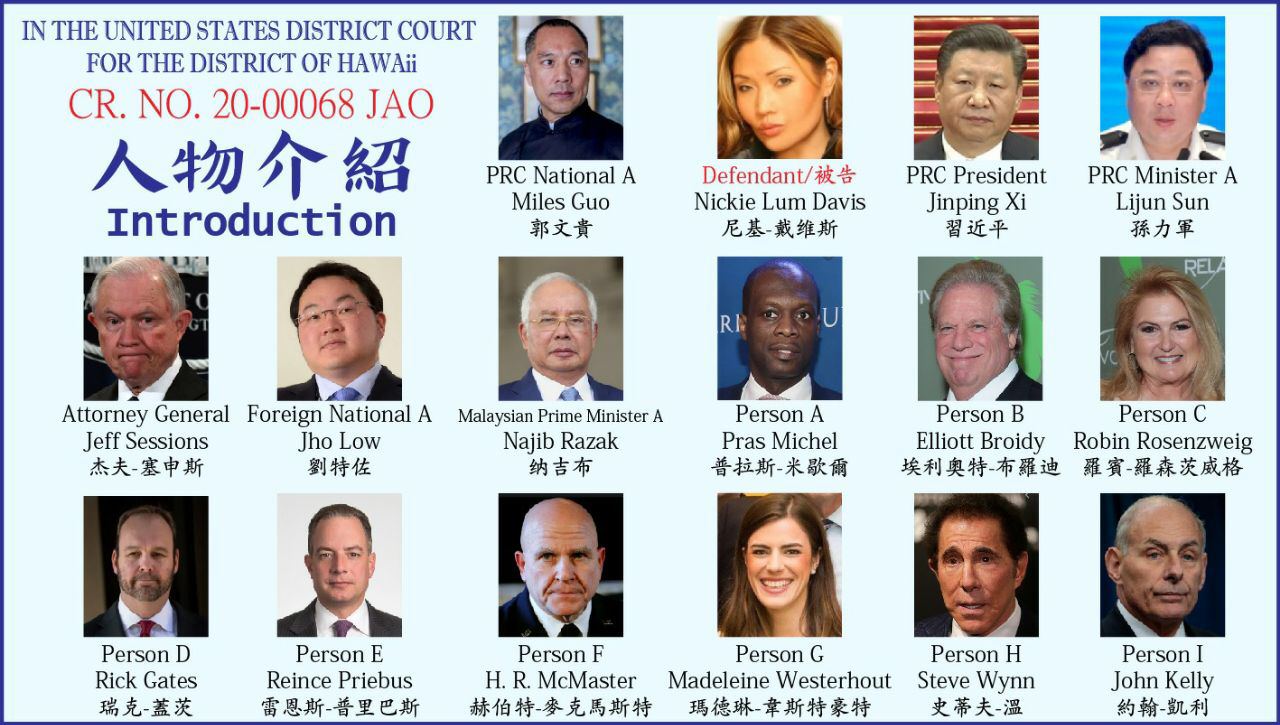 IN THE UNITED STATES DISTRICT COURT
FOR THE DISTRICT OF HAWAii
CR. NO. 20-00068 JAO
人物介紹
Introduction
PRC National A
Miles Guo
郭文貴
Defendant/被告
Nickie Lum Davis
尼基-戴维斯
PRC President
Jinping Xi
習近平
PRC Minister A
Lijun Sun
孫力軍
Attorney General
Jeff Sessions
杰夫-塞申斯
Foreign National A
Jho Low
劉特佐
Malaysian Prime Minister A
Najib Razak
纳吉布
Person A
Pras Michel
普拉斯-米歇爾
Person B
Elliott Broidy
埃利奧特-布羅迪
RELA
Person C
Robin Rosenzweig
羅賓-羅森茨威格
Person D
Rick Gates
瑞克-蓋茨
Person E
Reince Priebus
雷恩斯-普里巴斯
Person F
H. R. McMaster
赫伯特-麥克馬斯特
Person G
Madeleine Westerhout
瑪德琳-韋斯特豪特
Person H
Steve Wynn
史蒂夫-溫
Person I
John Kelly
約翰-凱利